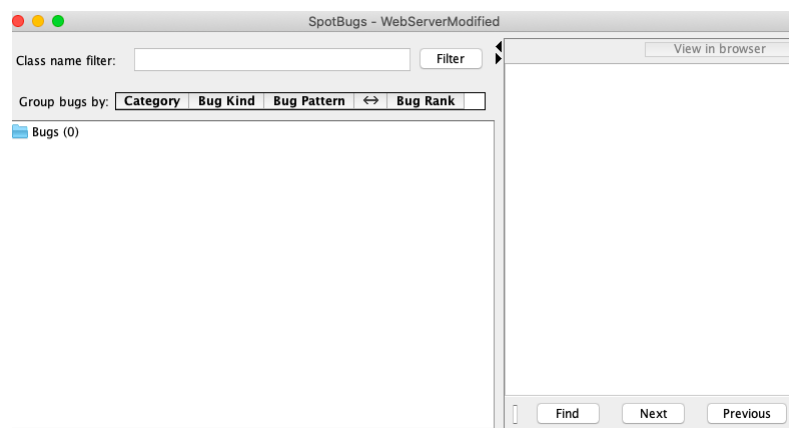 SpotBugs - WebServerModified
Class name filter: Filter
View in browser
Group bugs by: Category Bug Kind Bug Pattern ↔ Bug Rank
Bugs (0)
Find Next Previous